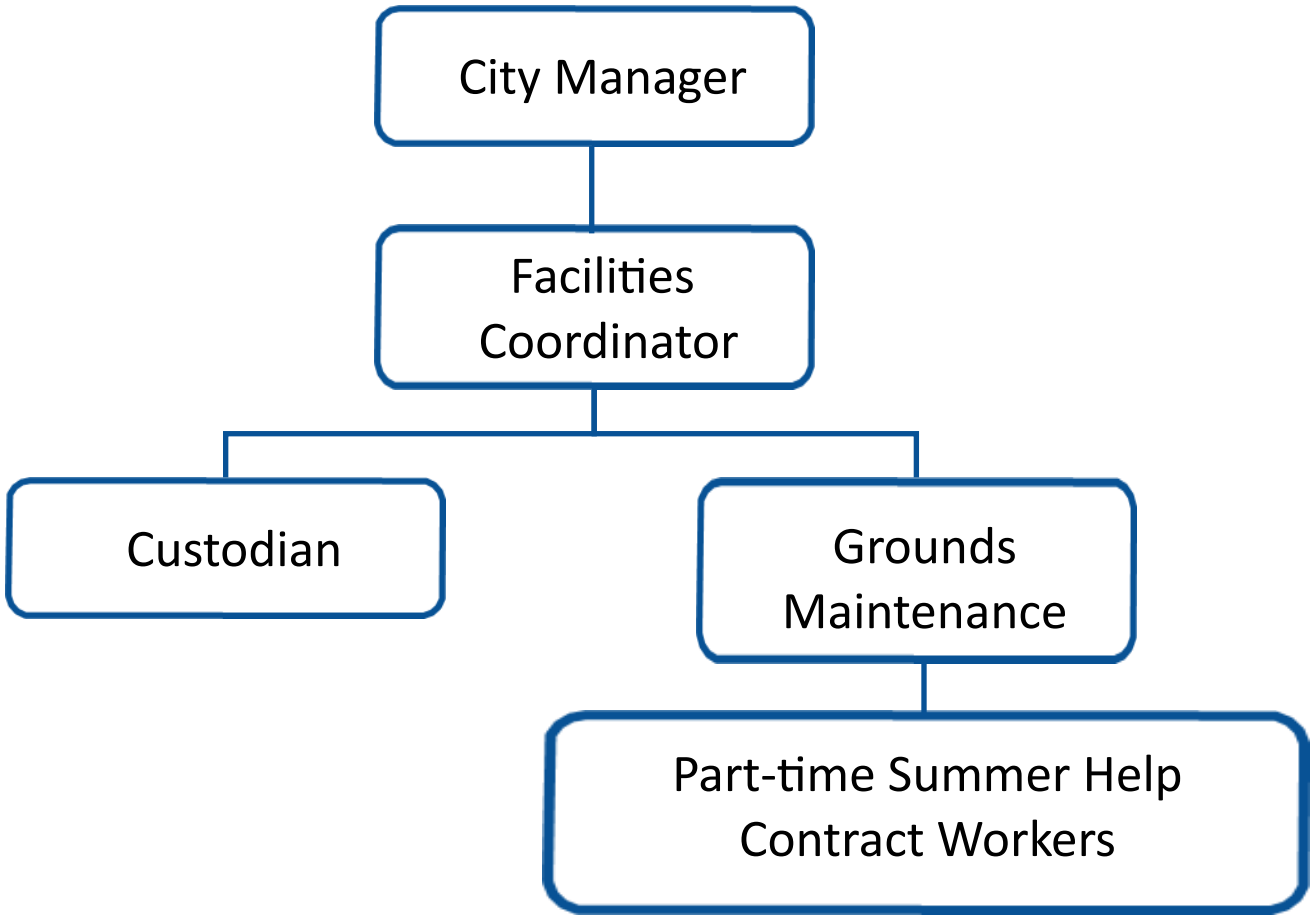 City Manager
Facilities
Coordinator
Custodian
Grounds
Maintenance
Part-time Summer Help
Contract Workers